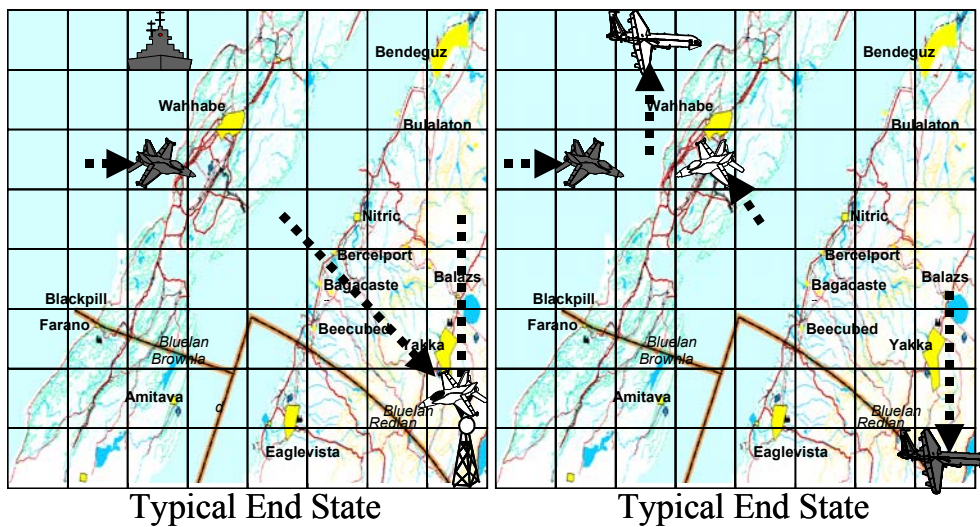 Bendeguz
Wahhabe
Bulalaton
Nitric
Bercelport
Bagacaste
Balazs
Blackpill
Farano
Beecubed
Bluelan
Brownla
Yakka
Amitava
o
Bluelan
Redlan
Eaglevista
Typical End State
Bendeguz
Wahhabe
Bulalaton
Nitric
Bercelport
Bagacaste
Balazs
Blackpill
Farano
Beecubed
Bluelan
Brownla
Yakka
Amitava
Bluelan
Redlan
Eaglevista
Typical End State